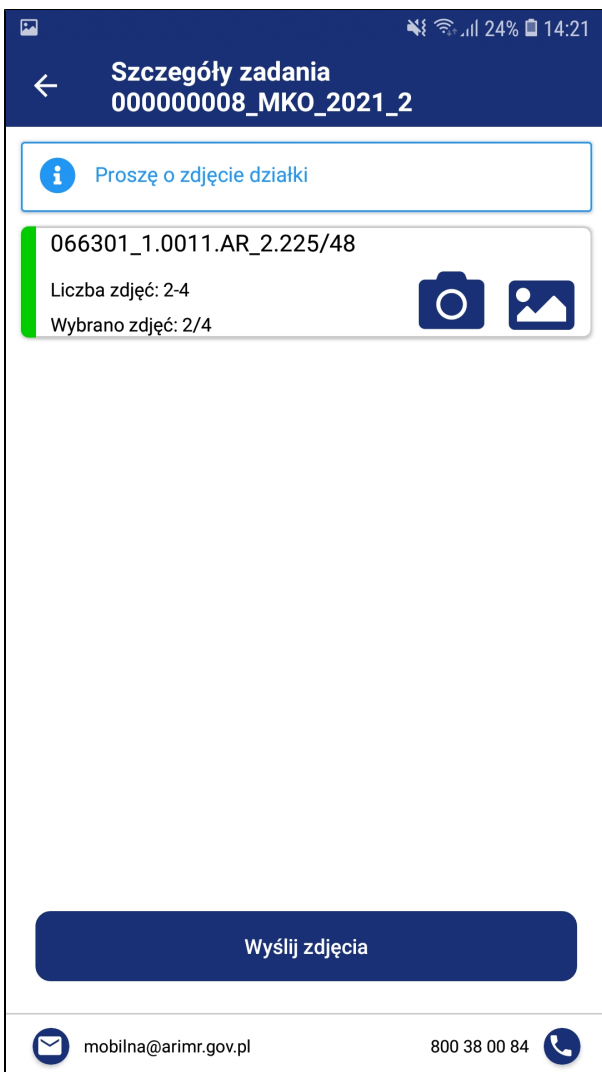 24% 14:21
Szczegóły zadania
000000008_MKO_2021_2
Proszę o zdjęcie działki
066301_1.0011.AR_2.225/48
Liczba zdjęć: 2-4
Wybrano zdjęć: 2/4
Wyślij zdjęcia
mobilna@arimr.gov.pl 800 38 00 84